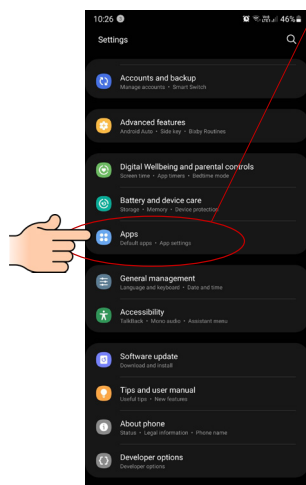 10:26
46%
Settings
Accounts and backup
Manage accounts • Smart Switch
Advanced features
Android Auto • Side key • Bixby Routines
Digital Wellbeing and parental controls
Screen time • App timers • Bedtime mode
Battery and device care
Storage • Memory • Device protection
Apps
Default apps • App settings
General management
Language and keyboard • Date and time
Accessibility
TalkBack • Mono audio • Assistant menu
Software update
Download and install
Tips and user manual
Useful tips • New features
About phone
Status • Legal information • Phone name
Developer options
Developer options